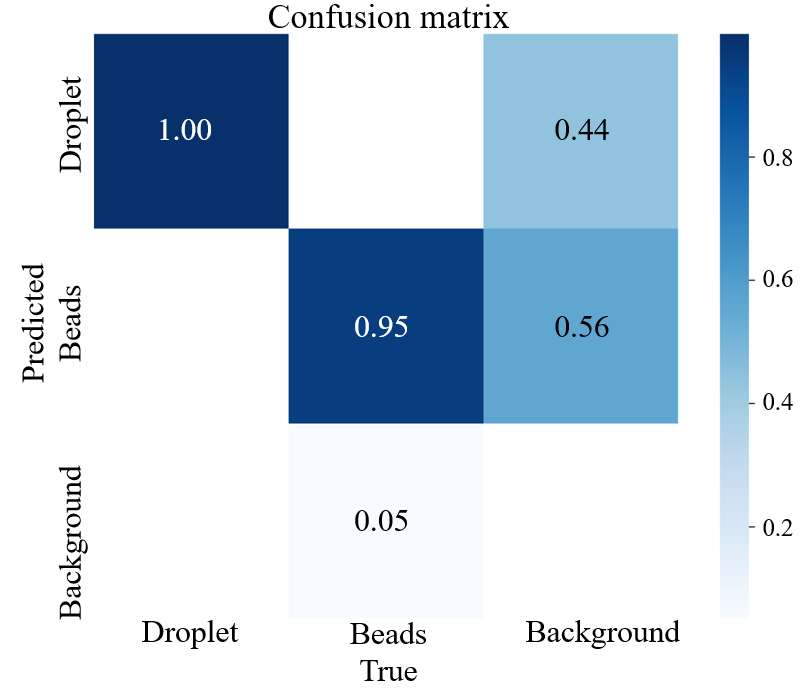 Confusion matrix
Droplet
1.00
0.44
0.8
Predicted
Beads
0.95
0.56
0.6
0.4
Background
0.05
0.2
Droplet
Beads
Background
True